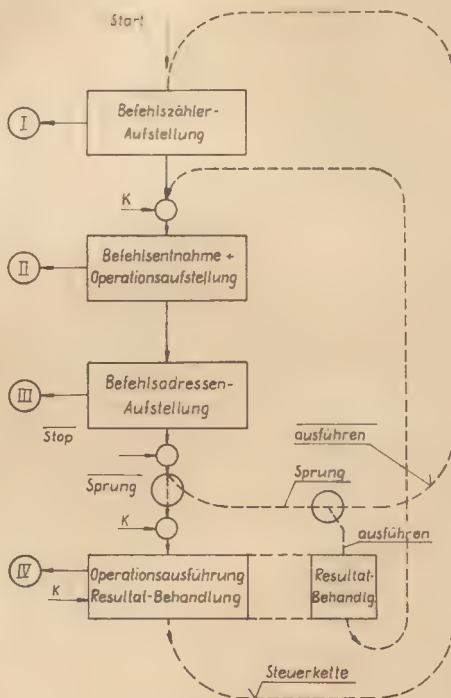 Start
Befehlszähler-
Aufstellung
I
K
Befehlsentnahme +
Operationsaufstellung
II
Befehlsadressen-
Aufstellung
III
Stop
ausführen
Sprung
Sprung
K
ausführen
IV
Operationsausführung
Resultat-Behandlung
Resultat-
Behandlg.
K
Steuerkette